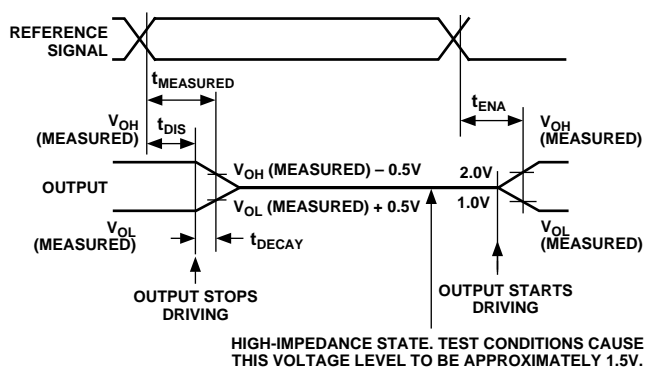 REFERENCE
SIGNAL
tMEASURED
tENA
VOH
(MEASURED)
tDIS
VOH
(MEASURED)
VOH (MEASURED) – 0.5V
2.0V
OUTPUT
VOL (MEASURED) + 0.5V
1.0V
VOL
(MEASURED)
tDECAY
VOL
(MEASURED)
OUTPUT STOPS
DRIVING
OUTPUT STARTS
DRIVING
HIGH-IMPEDANCE STATE. TEST CONDITIONS CAUSE
THIS VOLTAGE LEVEL TO BE APPROXIMATELY 1.5V.